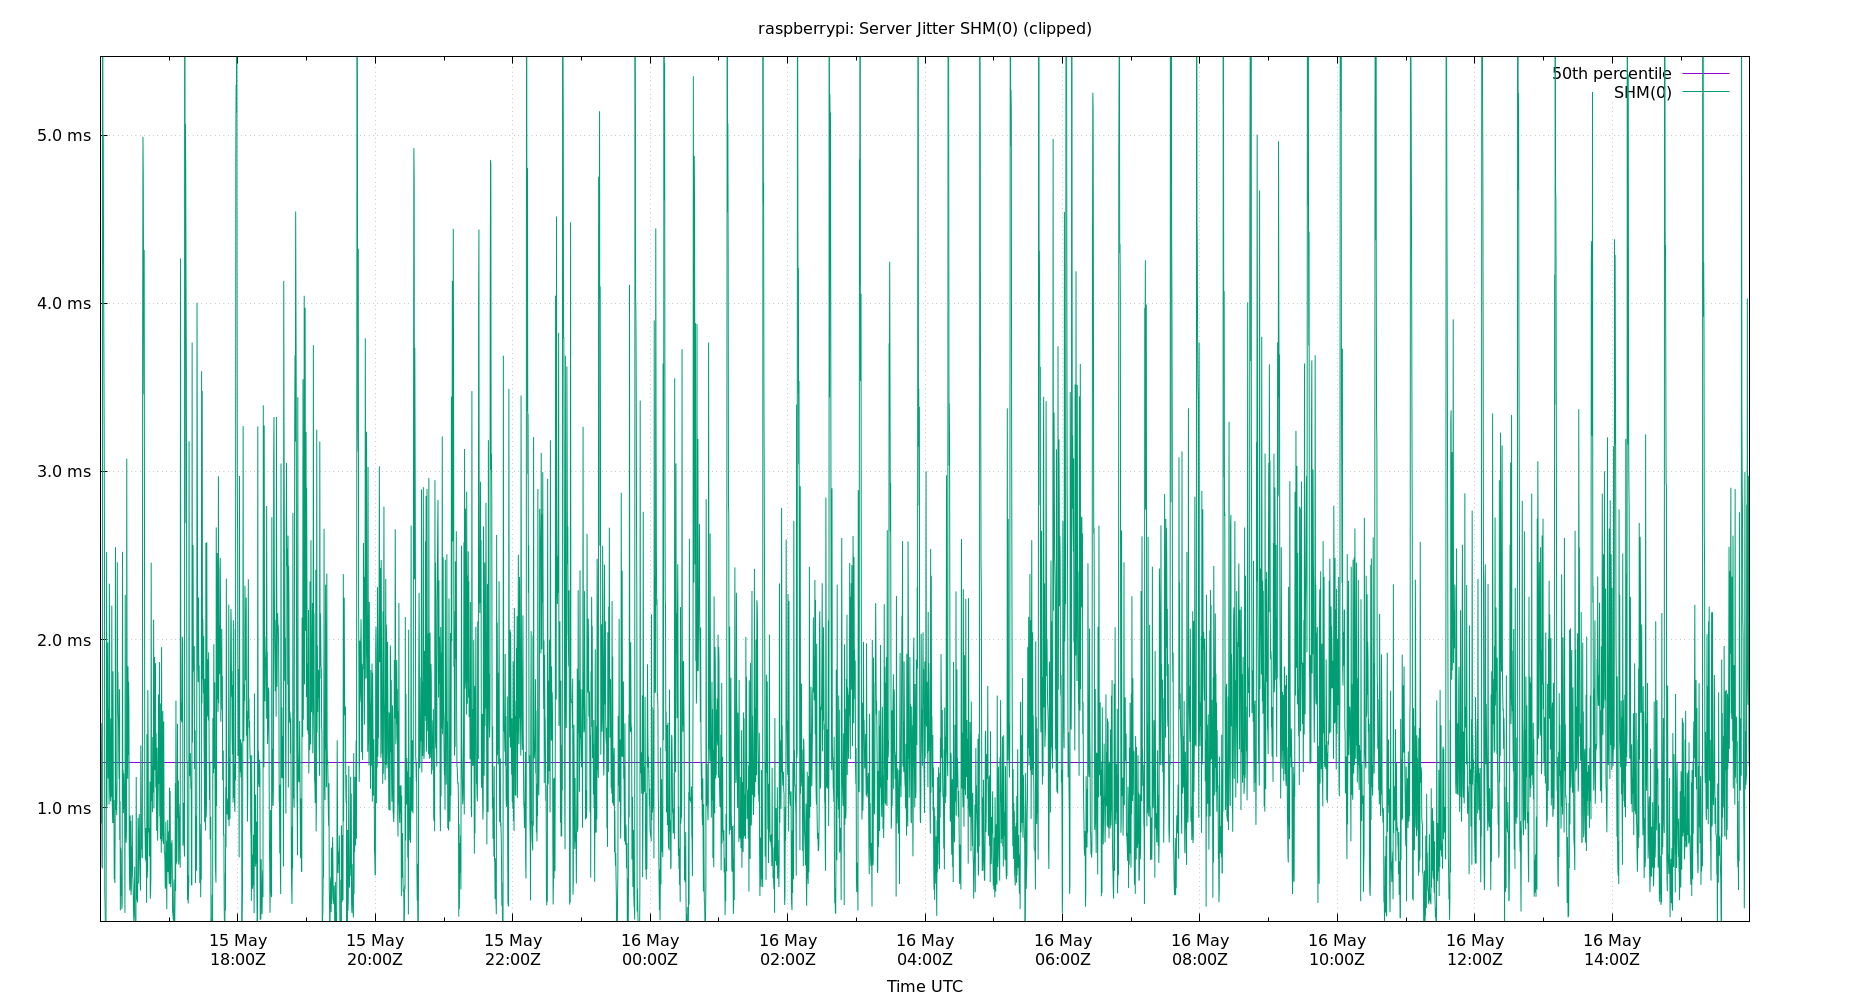 raspberrypi: Server Jitter SHM(0) (clipped)
50th percentile
SHM(0)
5.0 ms
4.0 ms
3.0 ms
2.0 ms
1.0 ms
15 May 15 May 15 May 16 May 16 May 16 May 16 May 16 May 16 May 16 May 16 May
18:00Z 20:00Z 22:00Z 00:00Z 02:00Z 04:00Z 06:00Z 08:00Z 10:00Z 12:00Z 14:00Z
Time UTC